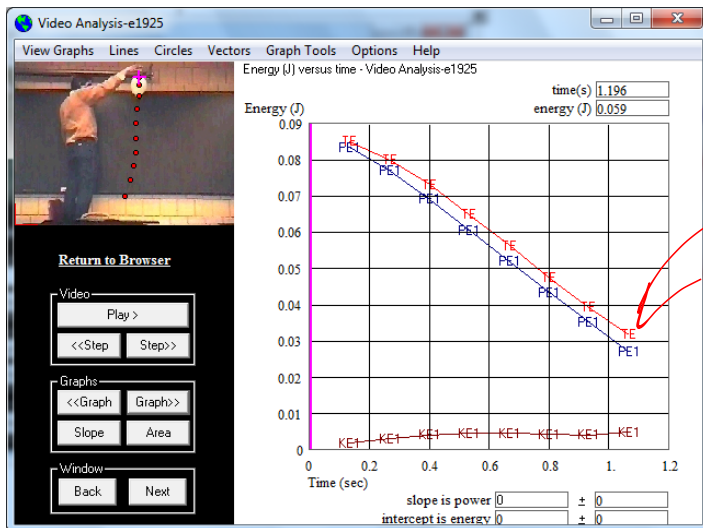 Video Analysis-e1925
View Graphs Lines Circles Vectors Graph Tools Options Help
Energy (J) versus time - Video Analysis-e1925
time(s) 1.196
energy (J) 0.059
Energy (J)
0.09
0.08
0.07
0.06
0.05
0.04
0.03
0.02
0.01
0
TE TE TE TE TE TE TE TE
PE1 PE1 PE1 PE1 PE1 PE1 PE1 PE1
KE1 KE1 KE1 KE1 KE1 KE1 KE1 KE1
0 0.2 0.4 0.6 0.8 1. 1.2
Time (sec)
slope is power 0 ± 0
intercept is energy 0 ± 0
Return to Browser
Video
Play >
<<Step Step>>
Graphs
<<Graph Graph>>
Slope Area
Window
Back Next